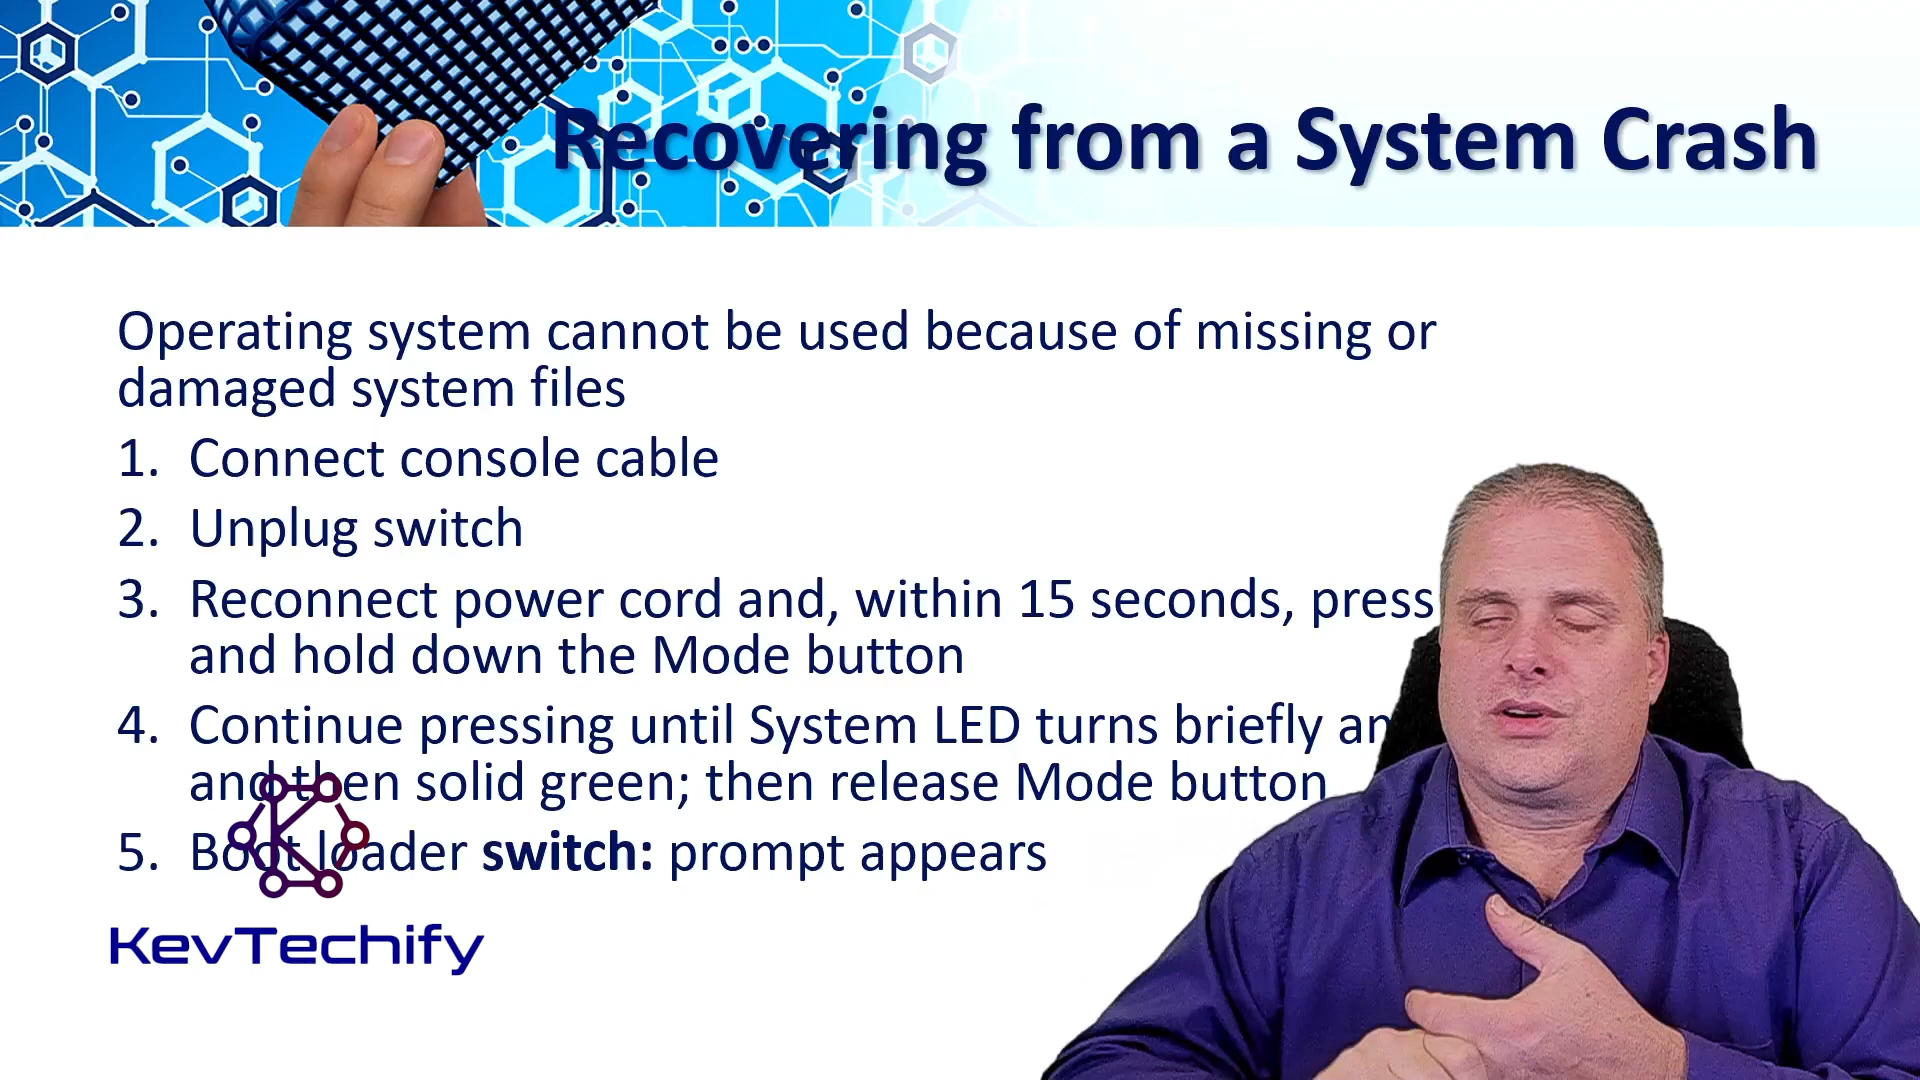 Recovering from a System Crash
Operating system cannot be used because of missing or
damaged system files
1. Connect console cable
2. Unplug switch
3. Reconnect power cord and, within 15 seconds, press
and hold down the Mode button
4. Continue pressing until System LED turns briefly
and then solid green; then release Mode button
5. Boot loader switch: prompt appears
KevTechify